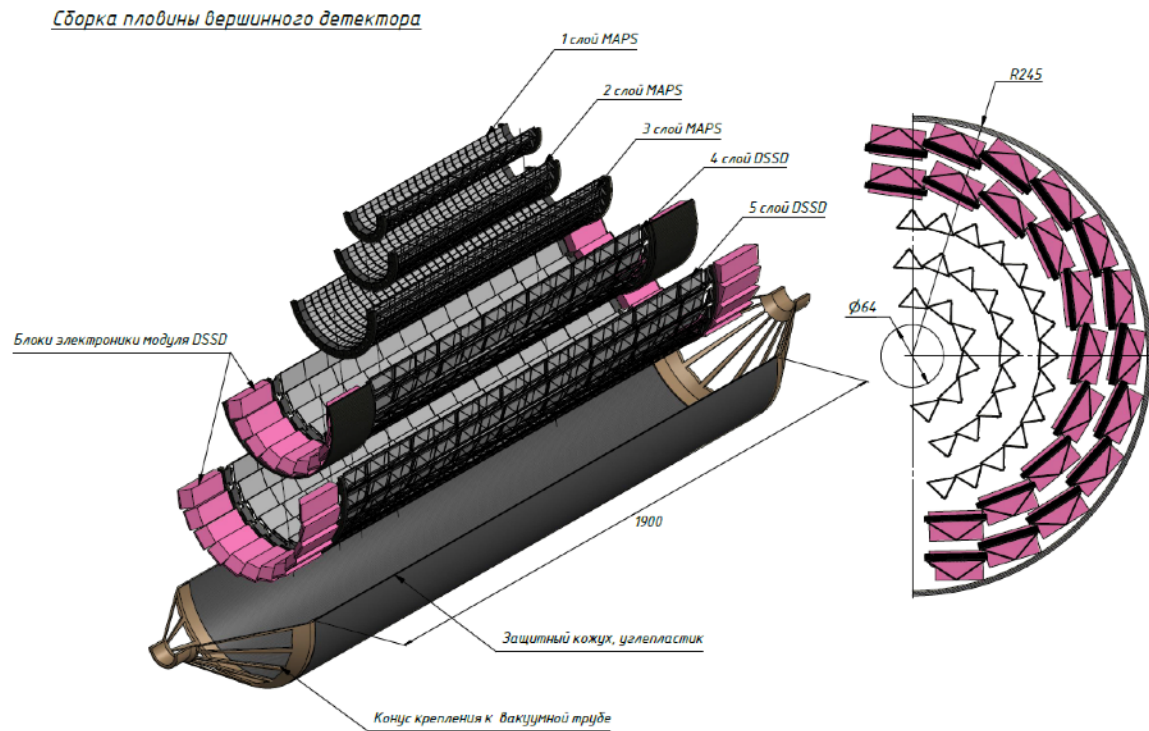 Сборка пловины вершинного детектора
1 слой MAPS
2 слой MAPS
3 слой MAPS
4 слой DSSD
5 слой DSSD
R245
Ø64
Блоки электроники модуля DSSD
1900
Защитный кожух, углепластик
Конус крепления к вакуумной трубе